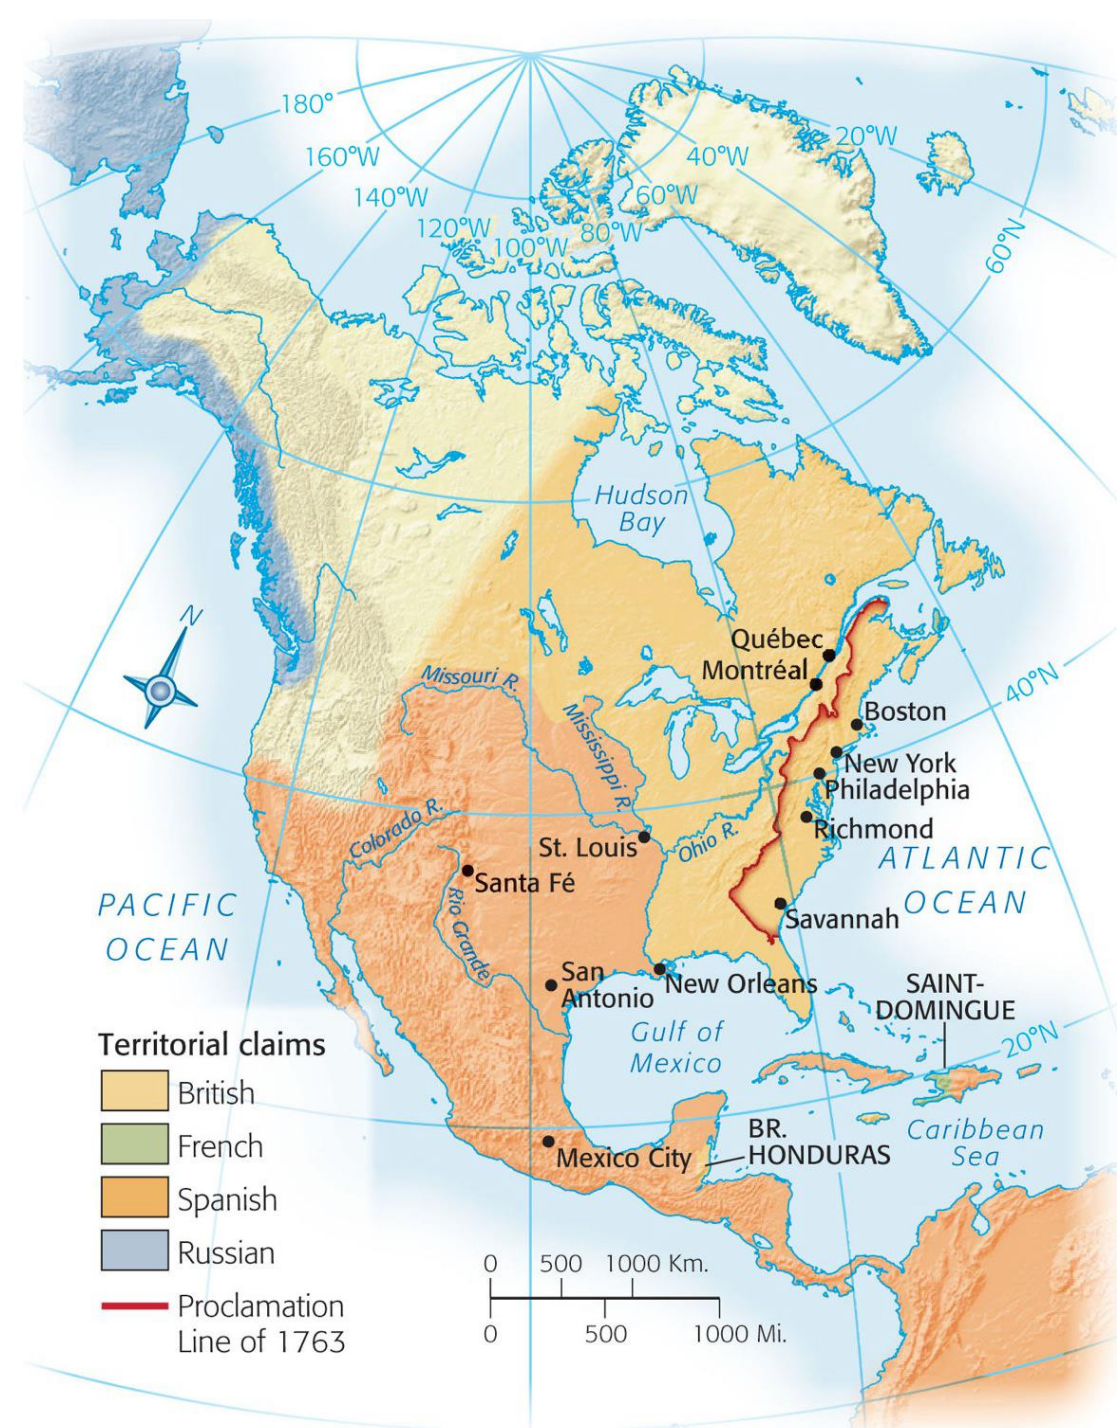 180°
160°W
140°W
120°W
100°W
80°W
60°W
40°W
20°W
60°N
Hudson
Bay
N
Québec
Montréal
40°N
Missouri R.
Mississippi R.
Boston
New York
Philadelphia
Richmond
Colorado R.
St. Louis
Ohio R.
ATLANTIC
OCEAN
Santa Fé
Rio Grande
PACIFIC
OCEAN
Savannah
San
Antonio
New Orleans
SAINT-
DOMINGUE
Gulf of
Mexico
20°N
Territorial claims
British
French
Spanish
Russian
Proclamation
Line of 1763
Mexico City
BR.
HONDURAS
Caribbean
Sea
0 500 1000 Km.
0 500 1000 Mi.